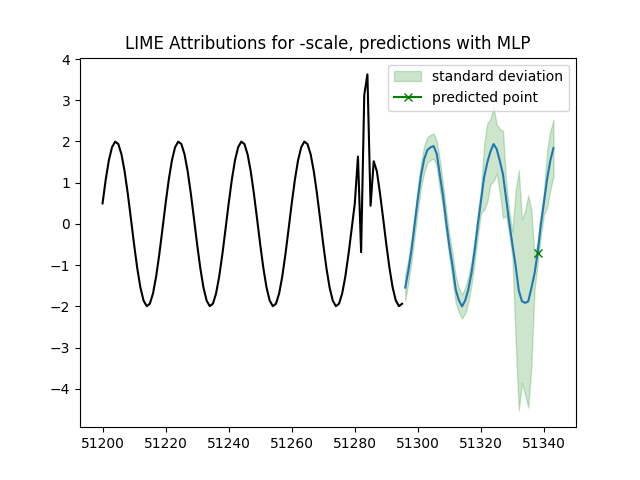 LIME Attributions for -scale, predictions with MLP
standard deviation
predicted point
4
3
2
1
0
−1
−2
−3
−4
51200 51220 51240 51260 51280 51300 51320 51340